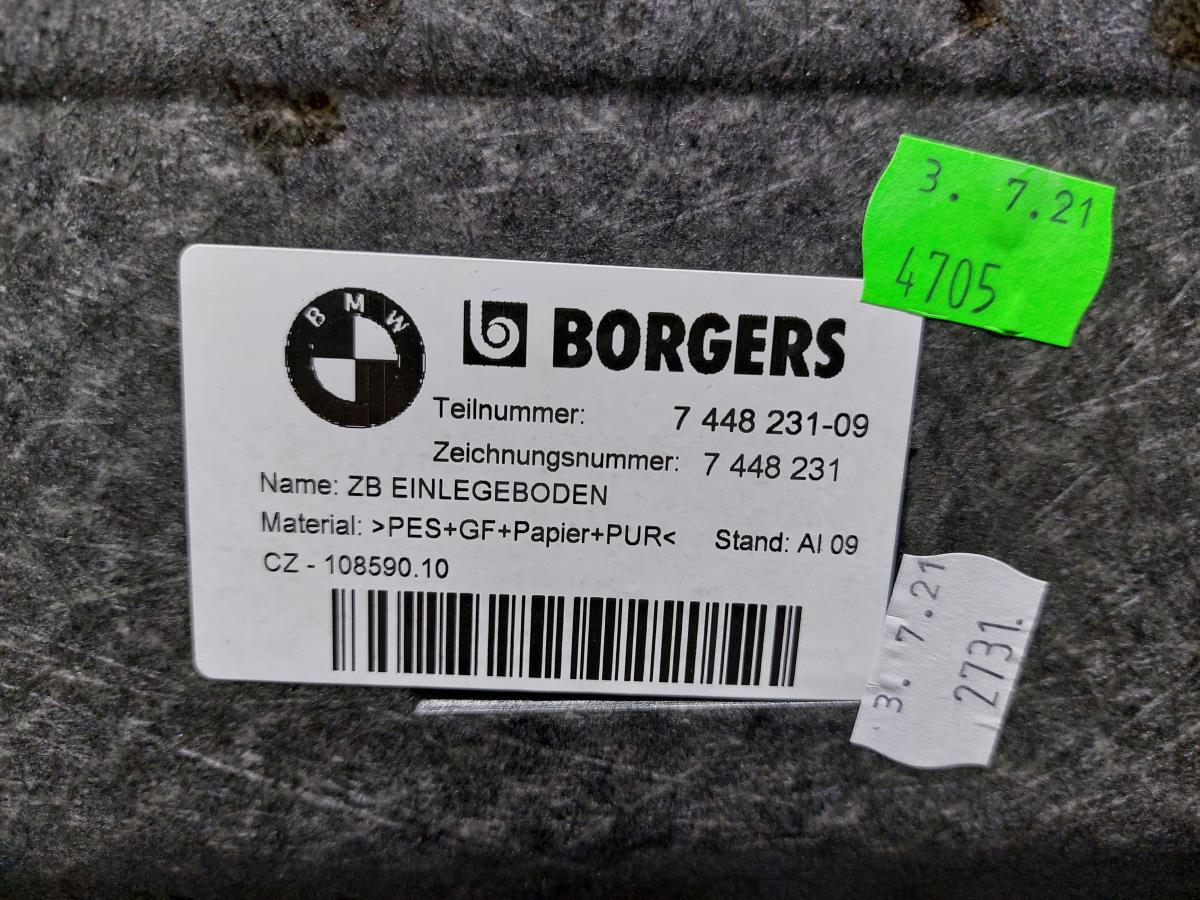 3. 7.21
4705
BMW
BORGERS
Teilnummer: 7 448 231-09
Zeichnungsnummer: 7 448 231
Name: ZB EINLEGEBODEN
Material: >PES+GF+Papier+PUR< Stand: AI 09
CZ - 108590.10
3. 7.21
2731.